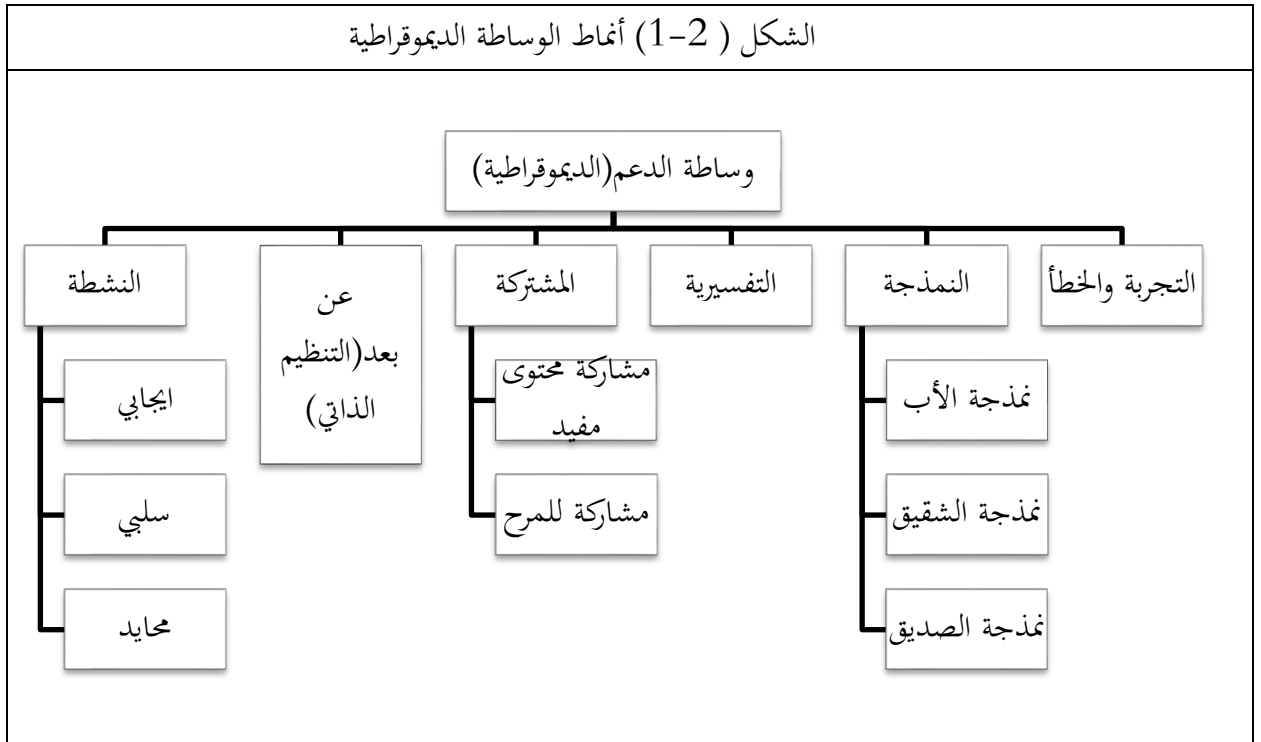 الشكل ( 2-1) أنماط الوساطة الديموقراطية
وساطة الدعم(الديموقراطية)
التجربة والخطأ
النمذجة
التفسيرية
المشتركة
عن
بعد(التنظيم
الذاتي)
النشطة
نمذجة الأب
نمذجة الشقيق
نمذجة الصديق
مشاركة محتوى
مفيد
مشاركة للمرح
ايجابي
سلبي
محايد